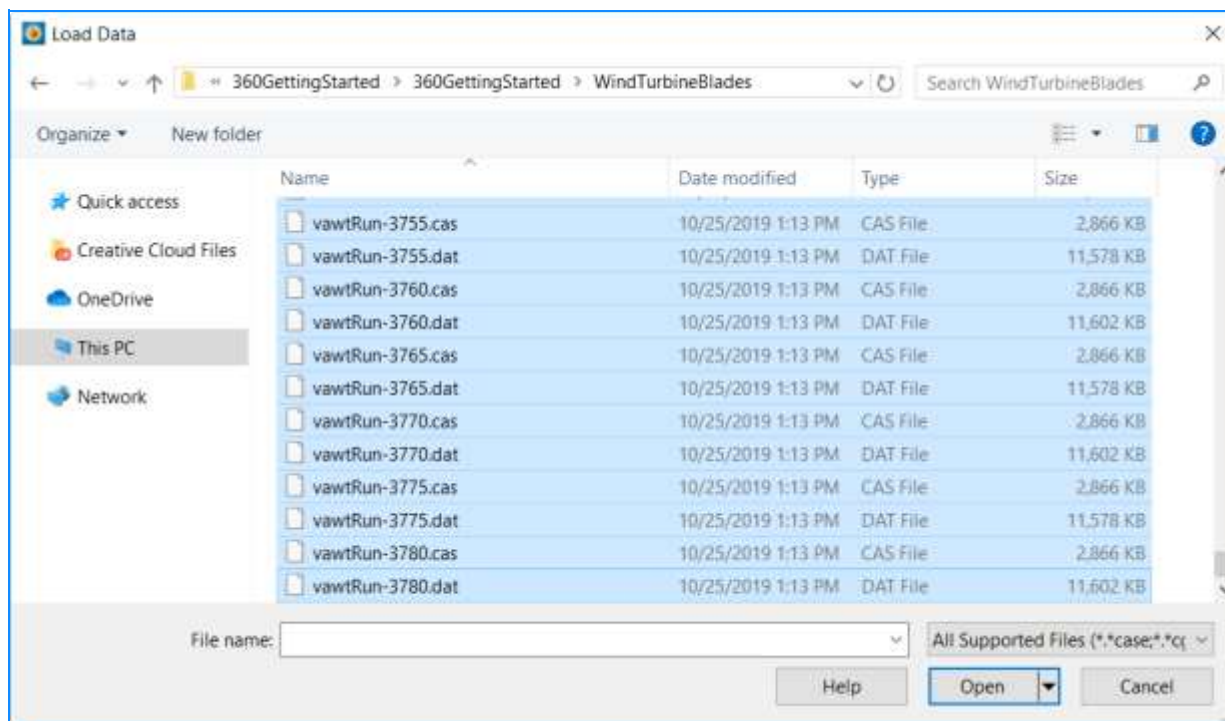 Load Data
« 360GettingStarted > 360GettingStarted > WindTurbineBlades
Search WindTurbineBlades
Organize
New folder
Name Date modified Type Size
Quick access
Creative Cloud Files
OneDrive
This PC
Network
vawtRun-3755.cas 10/25/2019 1:13 PM CAS File 2,866 KB
vawtRun-3755.dat 10/25/2019 1:13 PM DAT File 11,578 KB
vawtRun-3760.cas 10/25/2019 1:13 PM CAS File 2,866 KB
vawtRun-3760.dat 10/25/2019 1:13 PM DAT File 11,602 KB
vawtRun-3765.cas 10/25/2019 1:13 PM CAS File 2,866 KB
vawtRun-3765.dat 10/25/2019 1:13 PM DAT File 11,578 KB
vawtRun-3770.cas 10/25/2019 1:13 PM CAS File 2,866 KB
vawtRun-3770.dat 10/25/2019 1:13 PM DAT File 11,602 KB
vawtRun-3775.cas 10/25/2019 1:13 PM CAS File 2,866 KB
vawtRun-3775.dat 10/25/2019 1:13 PM DAT File 11,578 KB
vawtRun-3780.cas 10/25/2019 1:13 PM CAS File 2,866 KB
vawtRun-3780.dat 10/25/2019 1:13 PM DAT File 11,602 KB
File name:
All Supported Files (*.*case;*.*c
Help
Open
Cancel